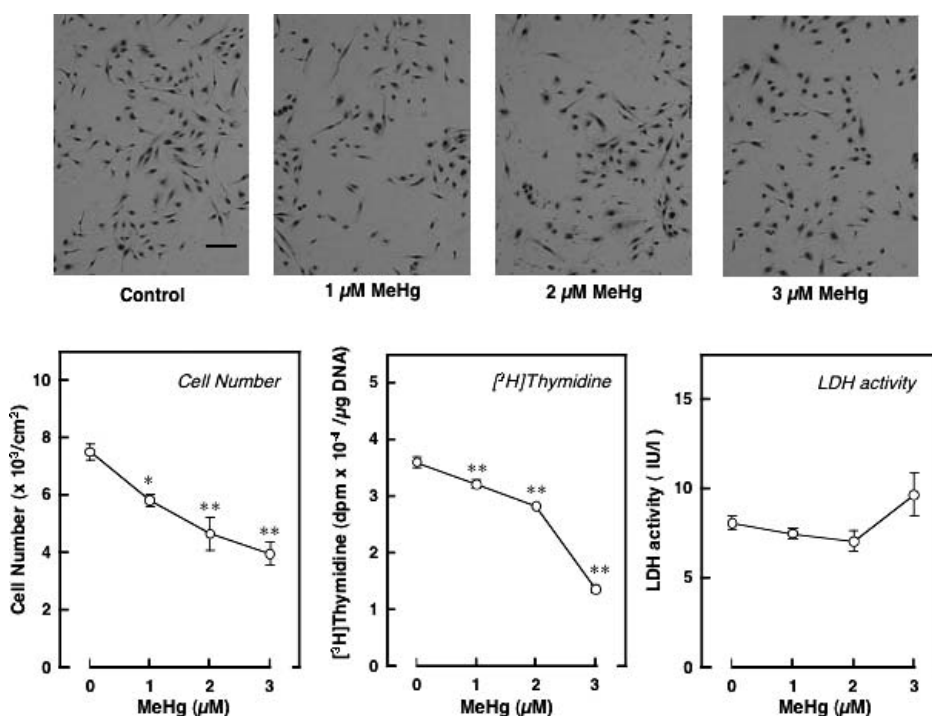 Control
1 µM MeHg
2 µM MeHg
3 µM MeHg
Cell Number (x 10³/cm²)
10
8
6
4
2
0
Cell Number
*
**
**
0 1 2 3
MeHg (µM)
[³H]Thymidine (dpm x 10⁻⁴ /µg DNA)
5
4
3
2
1
0
[³H]Thymidine
**
**
**
0 1 2 3
MeHg (µM)
LDH activity ( IU/l )
15
10
5
0
LDH activity
0 1 2 3
MeHg (µM)